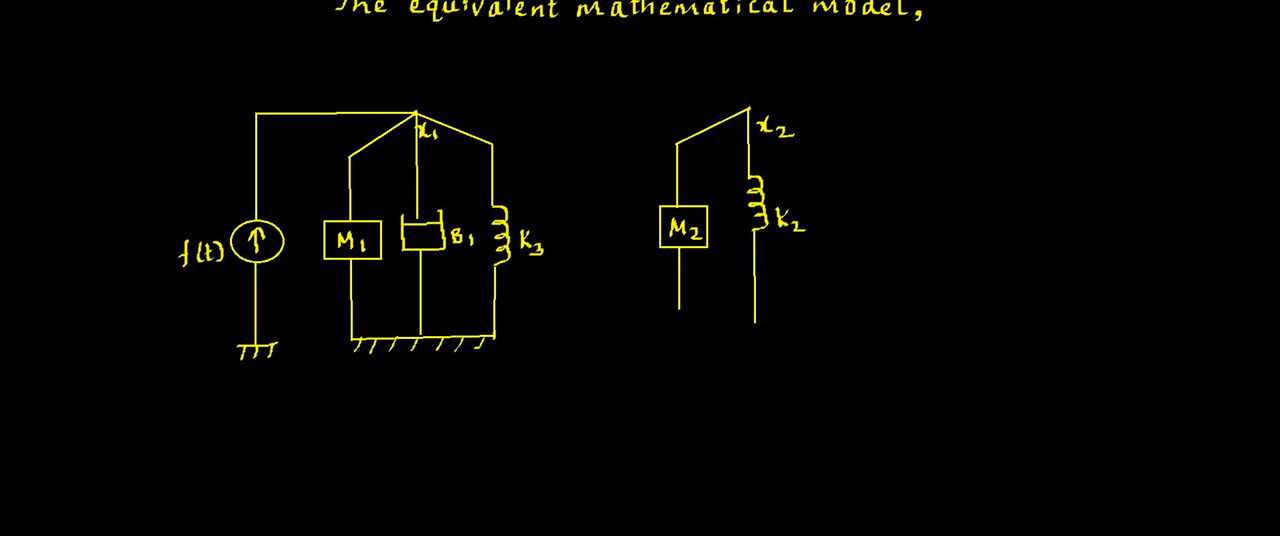 The equivalent mathematical model,
x₁
x₂
f(t)
M₁
B₁
K₃
M₂
K₂